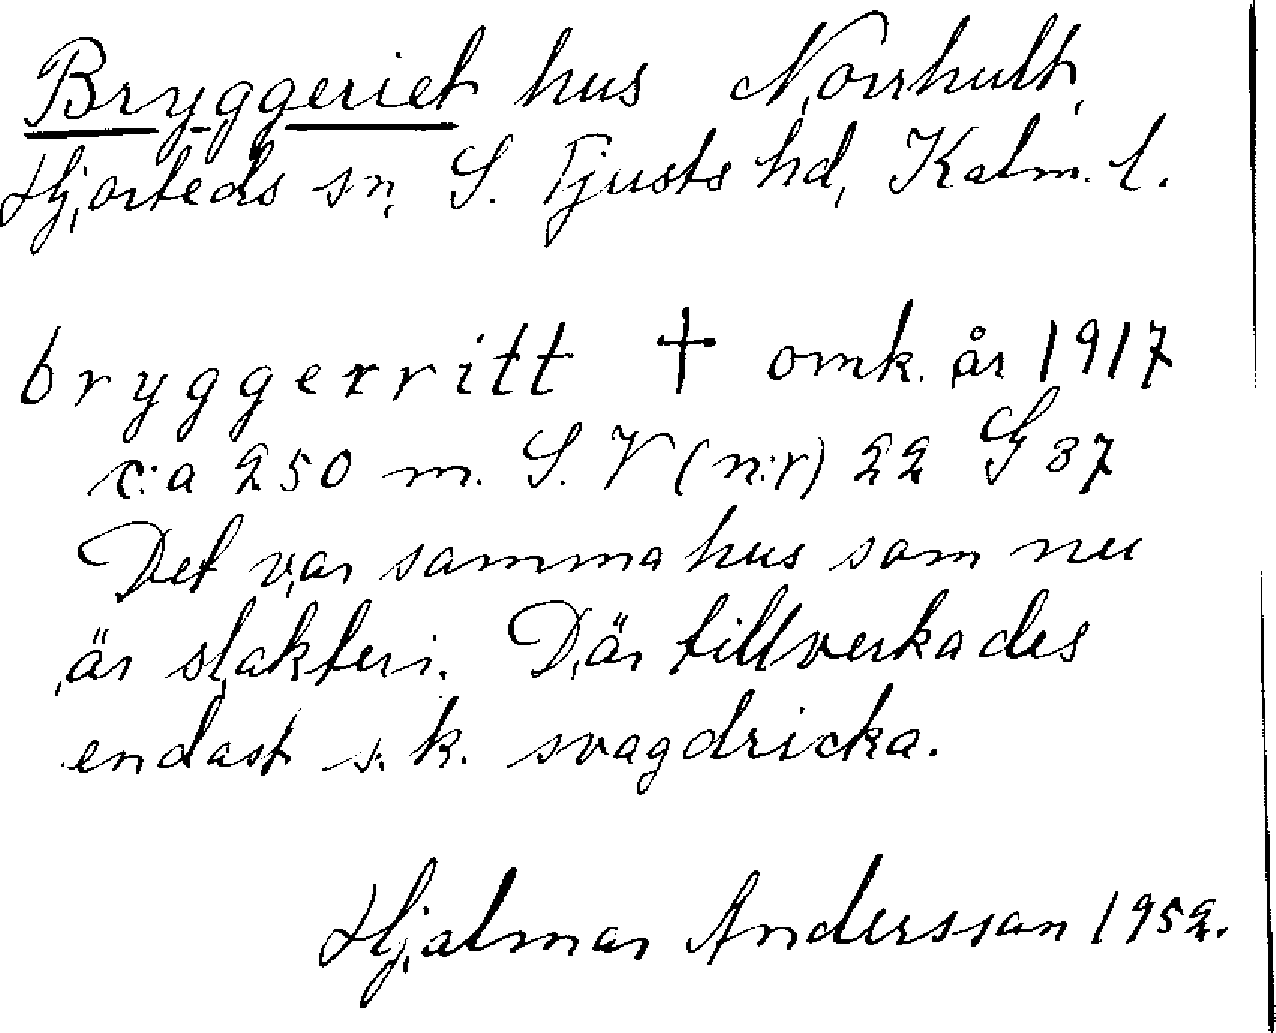 Bryggeriet hus Norrhult,
Hjorteds sn, S. Tjusts hd, Kalm. l.
bryggerritt † omk. år 1917
c:a 250 m. S. V (n:r) 22 G 37
Det var samma hus som nu
är slakteri. Där tillverkades
endast s. k. svagdricka.
Hjalmar Andersson 1952.